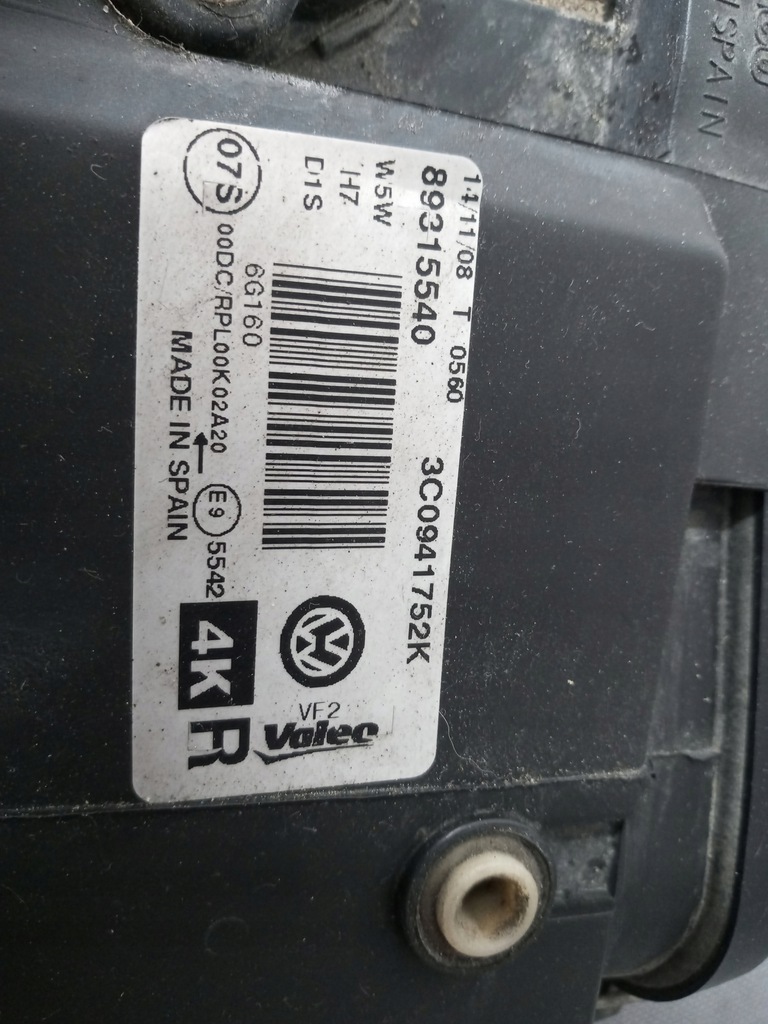 14/11/08 T 0560
89315540 3C0941752K
W5W
H7
D1S
6G160
07S 00DC/RPL00K02A20 E9 5542
MADE IN SPAIN
4K R
VF2
Valeo
SPAIN